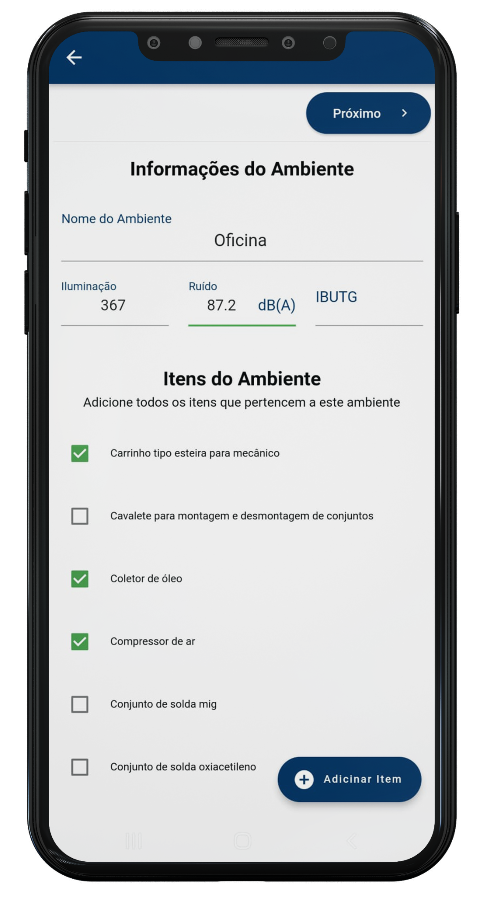 Próximo
Informações do Ambiente
Nome do Ambiente
Oficina
Iluminação
367
Ruído
87.2 dB(A)
IBUTG
Itens do Ambiente
Adicione todos os itens que pertencem a este ambiente
Carrinho tipo esteira para mecânico
Cavalete para montagem e desmontagem de conjuntos
Coletor de óleo
Compressor de ar
Conjunto de solda mig
Conjunto de solda oxiacetileno
Adicinar Item